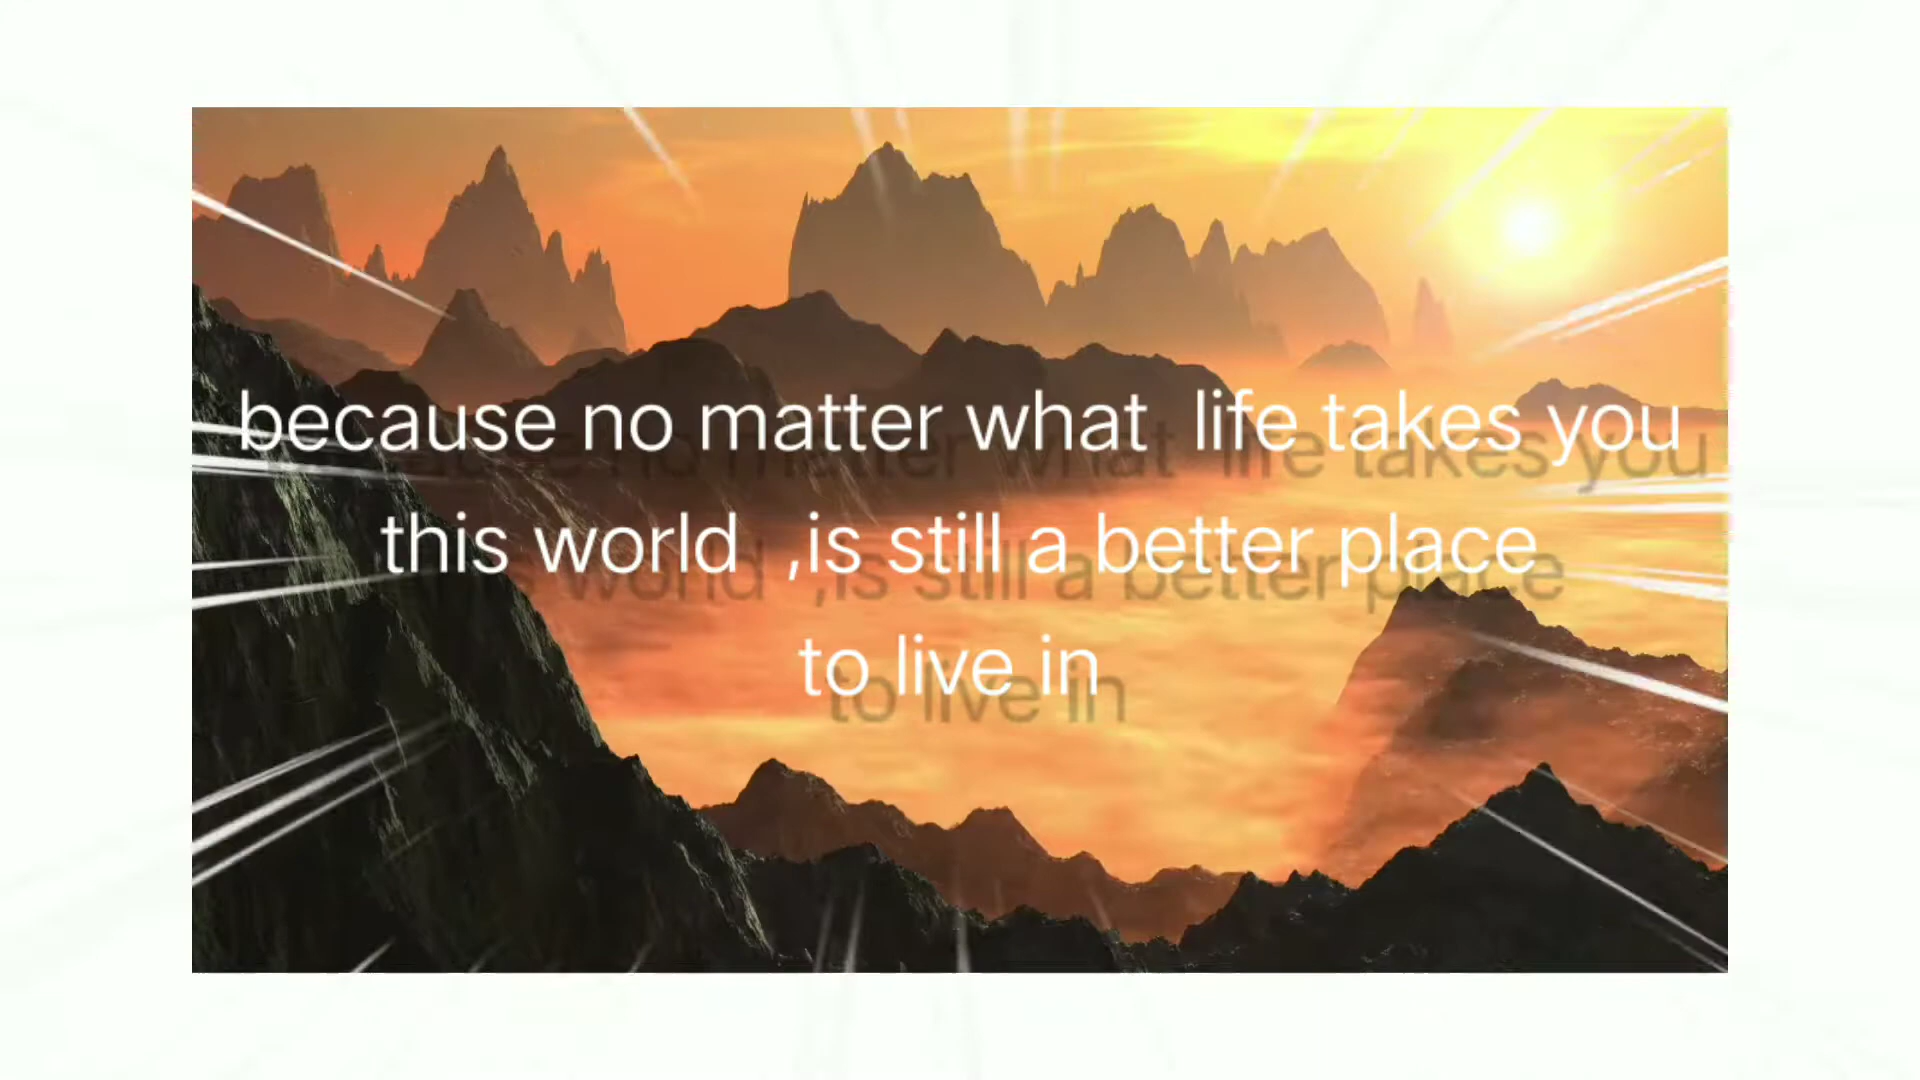 because no matter what  life takes you
this world  ,is still a better place
to live in